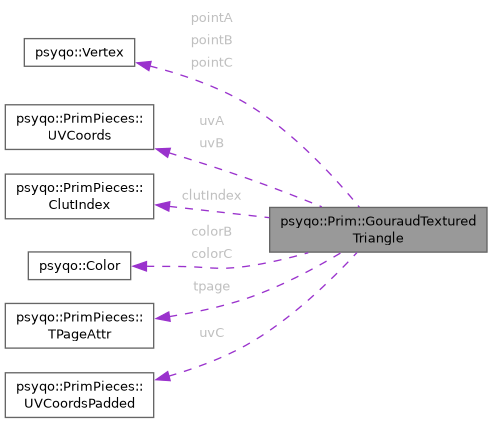 pointA
pointB
pointC
psyqo::Vertex
psyqo::PrimPieces::
UVCoords
uvA
uvB
psyqo::PrimPieces::
ClutIndex
clutIndex
psyqo::Prim::GouraudTextured
Triangle
colorB
colorC
psyqo::Color
tpage
psyqo::PrimPieces::
TPageAttr
uvC
psyqo::PrimPieces::
UVCoordsPadded